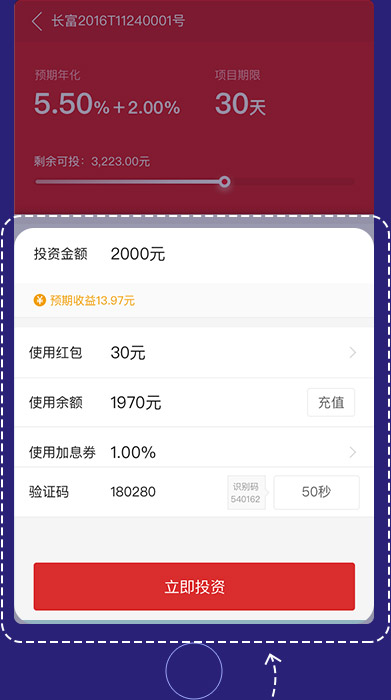 长富2016T11240001号
预期年化 项目期限
5.50%+2.00% 30天
剩余可投：3,223.00元
投资金额 2000元
¥ 预期收益13.97元
使用红包 30元
使用余额 1970元 充值
使用加息券 1.00%
验证码 180280 识别码 540162 50秒
立即投资